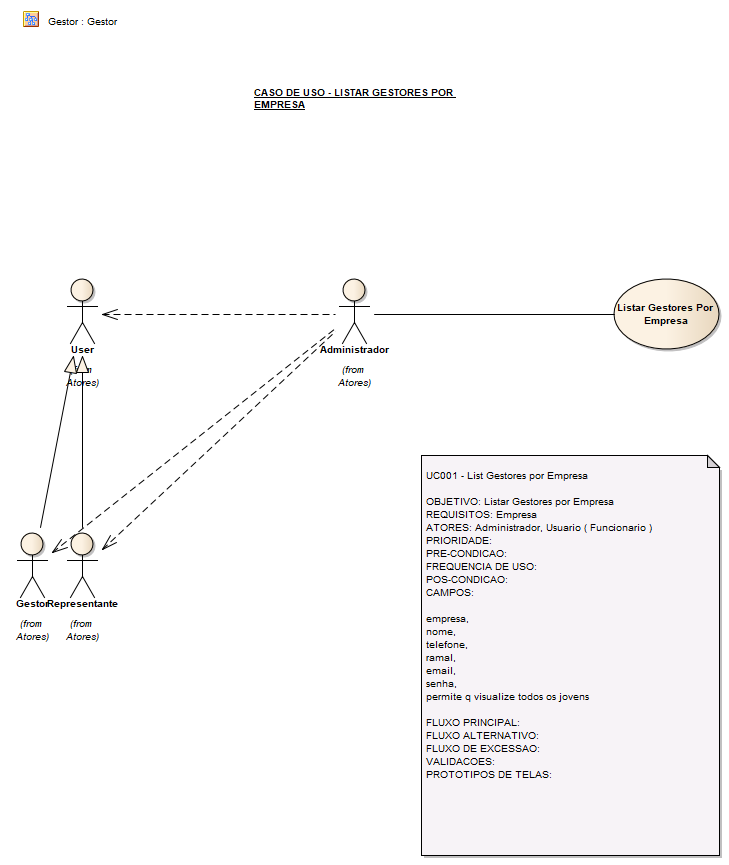 Gestor : Gestor
CASO DE USO - LISTAR GESTORES POR
EMPRESA
User
Atores)
Administrador
(from
Atores)
Listar Gestores Por
Empresa
UC001 - List Gestores por Empresa
OBJETIVO: Listar Gestores por Empresa
REQUISITOS: Empresa
ATORES: Administrador, Usuario ( Funcionario )
PRIORIDADE:
PRE-CONDICAO:
FREQUENCIA DE USO:
POS-CONDICAO:
CAMPOS:
empresa,
nome,
telefone,
ramal,
email,
senha,
permite q visualize todos os jovens
FLUXO PRINCIPAL:
FLUXO ALTERNATIVO:
FLUXO DE EXCESSAO:
VALIDACOES:
PROTOTIPOS DE TELAS:
Gestor
(from
Atores)
Representante
(from
Atores)